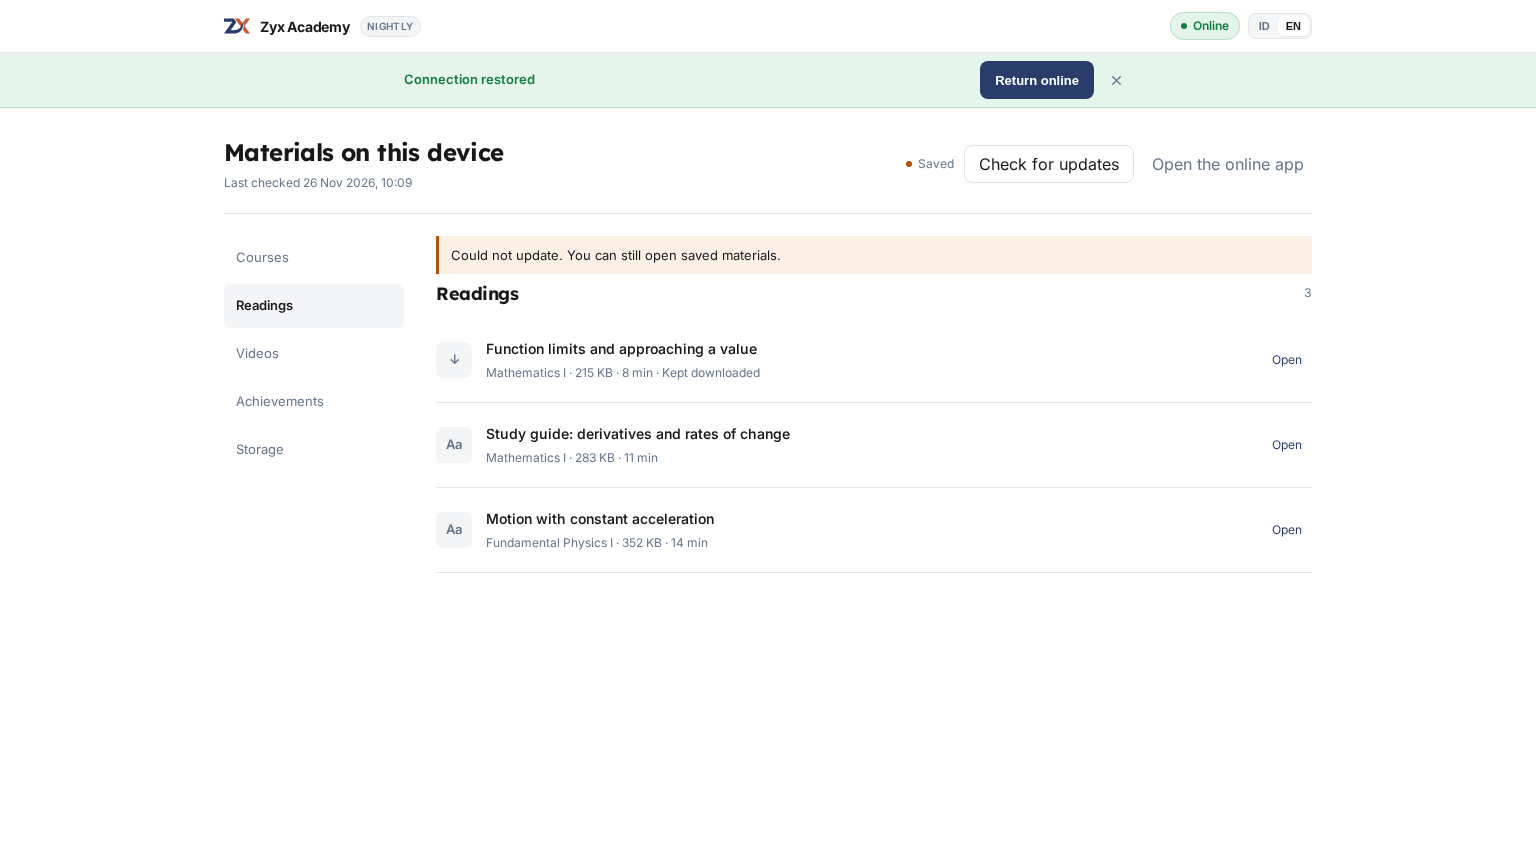 Zyx Academy
NIGHTLY
Online
ID
EN
Connection restored
Return online
×
Materials on this device
Last checked 26 Nov 2026, 10:09
Saved
Check for updates
Open the online app
Courses
Readings
Videos
Achievements
Storage
Could not update. You can still open saved materials.
Readings
3
Function limits and approaching a value
Mathematics I · 215 KB · 8 min · Kept downloaded
Open
Aa
Study guide: derivatives and rates of change
Mathematics I · 283 KB · 11 min
Open
Aa
Motion with constant acceleration
Fundamental Physics I · 352 KB · 14 min
Open